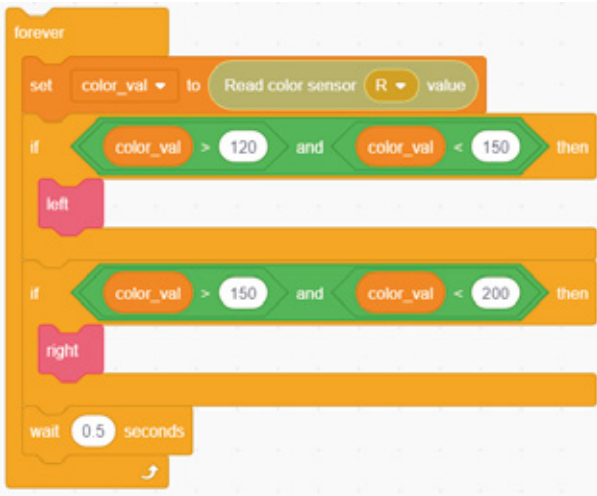 forever
set color_val to Read color sensor R value
if color_val > 120 and color_val < 150 then
left
if color_val > 150 and color_val < 200 then
right
wait 0.5 seconds